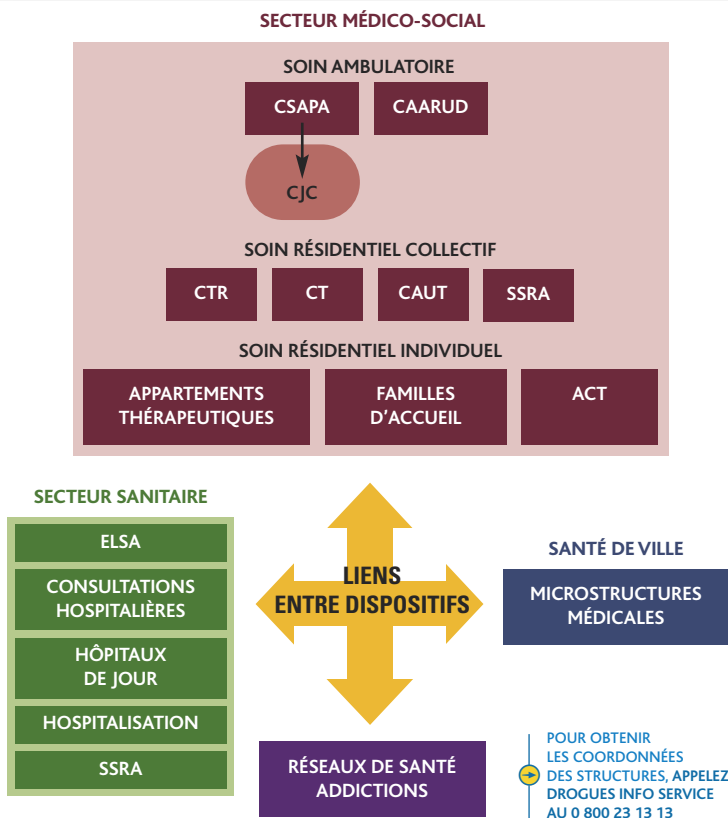 SECTEUR MÉDICO-SOCIAL
SOIN AMBULATOIRE
CSAPA
CAARUD
CJC
SOIN RÉSIDENTIEL COLLECTIF
CTR
CT
CAUT
SSRA
SOIN RÉSIDENTIEL INDIVIDUEL
APPARTEMENTS
THÉRAPEUTIQUES
FAMILLES
D'ACCUEIL
ACT
SECTEUR SANITAIRE
ELSA
CONSULTATIONS
HOSPITALIÈRES
HÔPITAUX
DE JOUR
HOSPITALISATION
SSRA
LIENS
ENTRE DISPOSITIFS
SANTÉ DE VILLE
MICROSTRUCTURES
MÉDICALES
RÉSEAUX DE SANTÉ
ADDICTIONS
POUR OBTENIR
LES COORDONNÉES
DES STRUCTURES, APPELEZ
DROGUES INFO SERVICE
AU 0 800 23 13 13